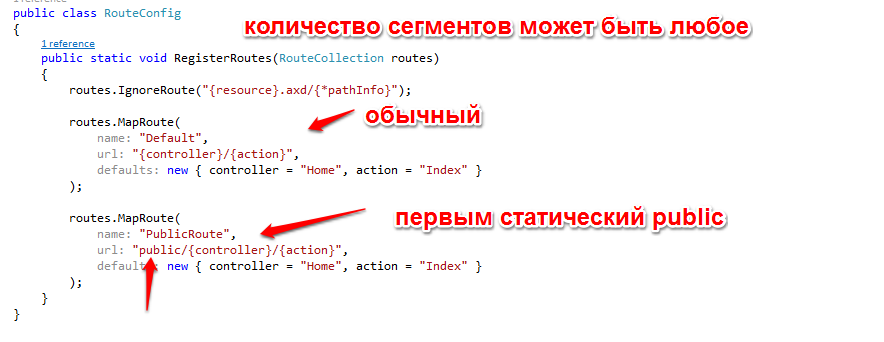 1 reference
public class RouteConfig
количество сегментов может быть любое
{
1 reference
public static void RegisterRoutes(RouteCollection routes)
{
routes.IgnoreRoute("{resource}.axd/{*pathInfo}");
routes.MapRoute(
обычный
name: "Default",
url: "{controller}/{action}",
defaults: new { controller = "Home", action = "Index" }
);
routes.MapRoute(
первым статический public
name: "PublicRoute",
url: "public/{controller}/{action}",
defaults: new { controller = "Home", action = "Index" }
);
}
}